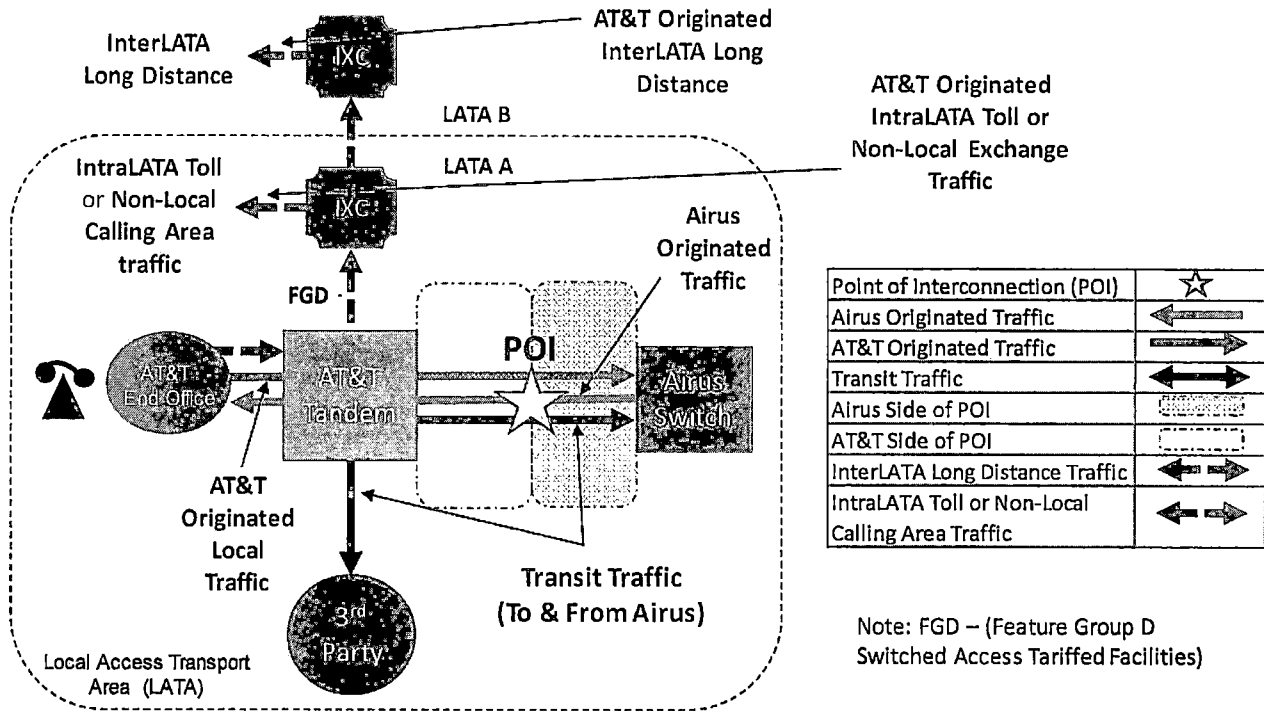 InterLATA
Long Distance
IXC
AT&T Originated
InterLATA Long
Distance
LATA B
AT&T Originated
IntraLATA Toll or
Non-Local Exchange
Traffic
LATA A
IntraLATA Toll
or Non-Local
Calling Area
traffic
IXC
Airus
Originated
Traffic
FGD
POI
AT&T
End Office
AT&T
Tandem
Airus
Switch
AT&T
Originated
Local
Traffic
Transit Traffic
(To & From Airus)
3rd
Party
Local Access Transport
Area (LATA)
Point of Interconnection (POI)
Airus Originated Traffic
AT&T Originated Traffic
Transit Traffic
Airus Side of POI
AT&T Side of POI
InterLATA Long Distance Traffic
IntraLATA Toll or Non-Local
Calling Area Traffic
Note: FGD – (Feature Group D
Switched Access Tariffed Facilities)